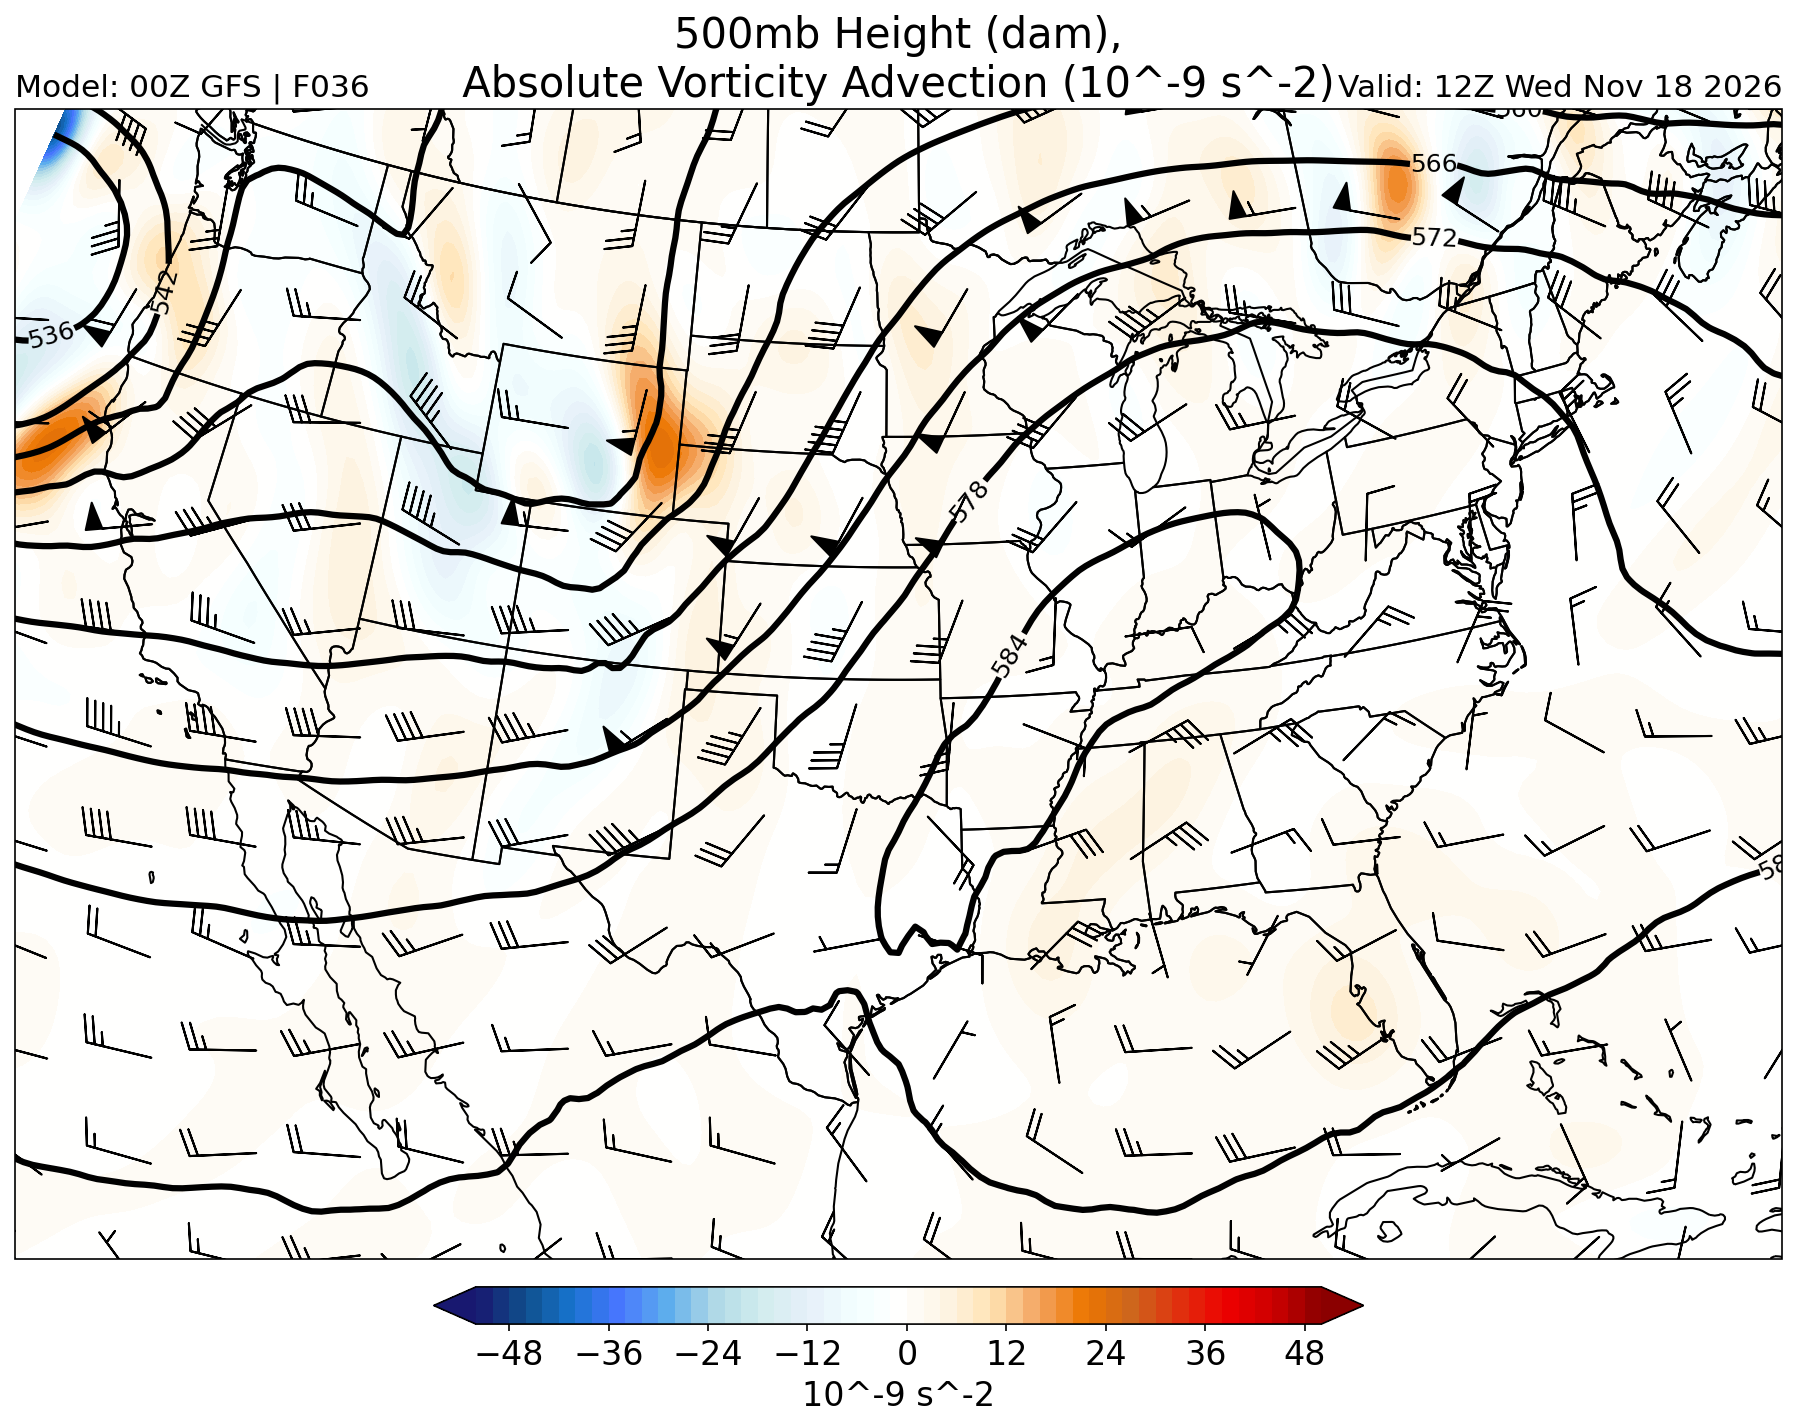 500mb Height (dam),
Model: 00Z GFS | F036
Absolute Vorticity Advection (10^-9 s^-2)
Valid: 12Z Wed Nov 18 2026
566
572
542
536
578
584
−48 −36 −24 −12 0 12 24 36 48
10^-9 s^-2